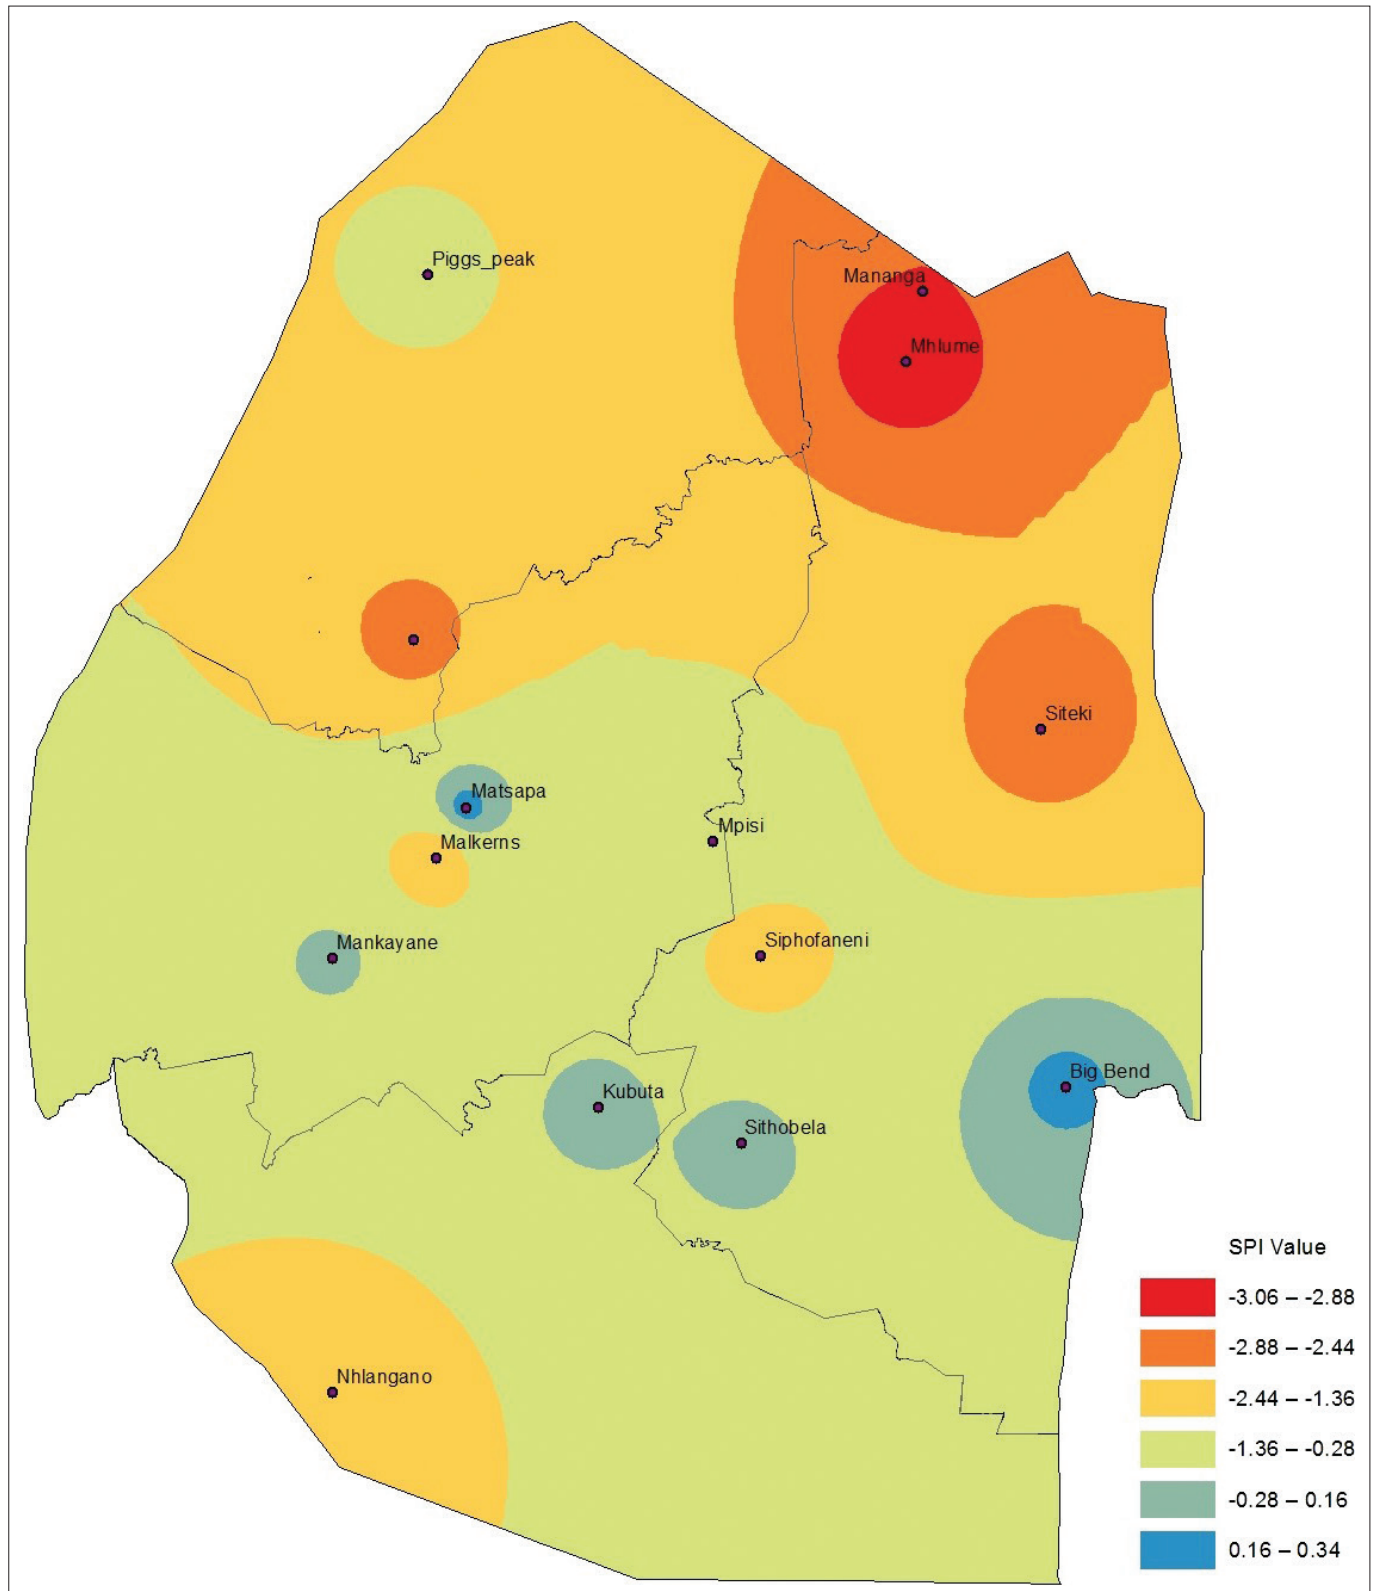 Piggs_peak
Mananga
Mhlume
Siteki
Matsapa
Mpisi
Malkerns
Mankayane
Siphofaneni
Big Bend
Kubuta
Sithobela
Nhlangano
SPI Value
-3.06 – -2.88
-2.88 – -2.44
-2.44 – -1.36
-1.36 – -0.28
-0.28 – 0.16
0.16 – 0.34